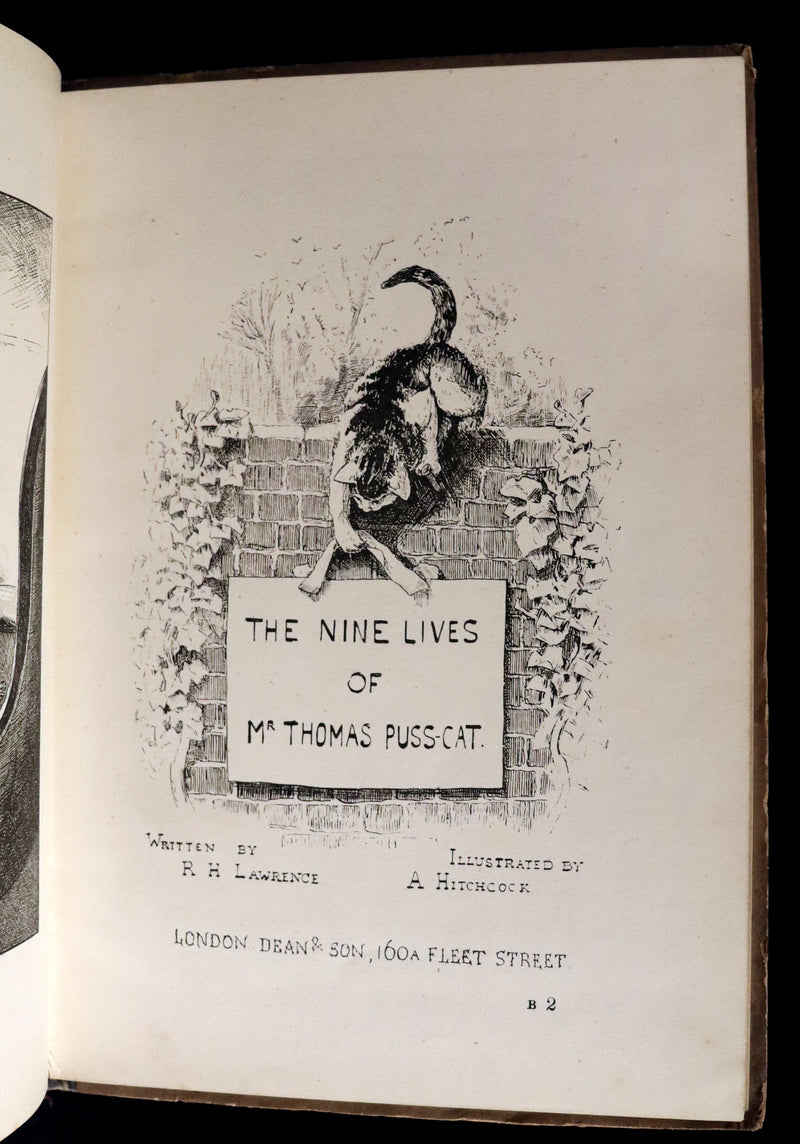 THE NINE LIVES
OF
MR THOMAS PUSS-CAT.
WRITTEN BY
R H LAWRENCE
ILLUSTRATED BY
A HITCHCOCK
LONDON DEAN & SON, 160A FLEET STREET.
B 2